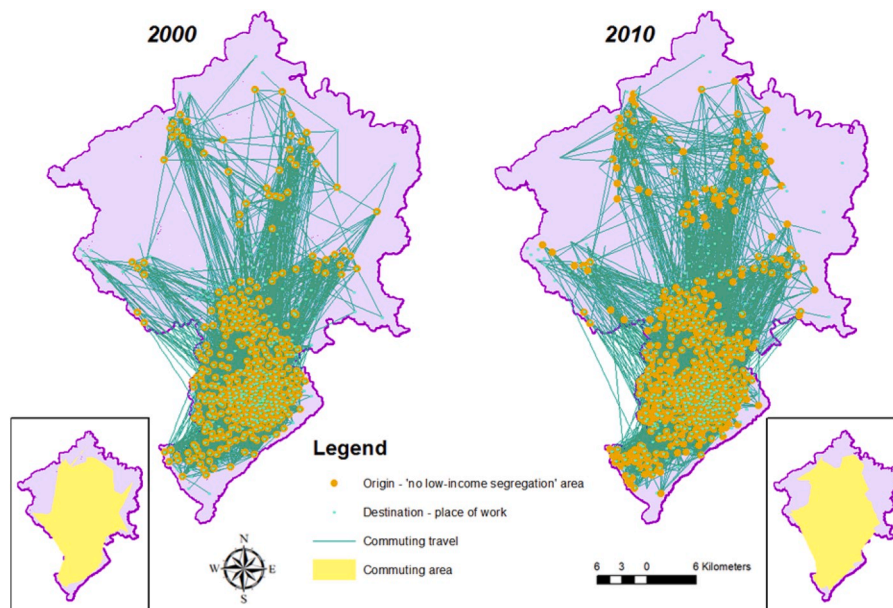 2000
2010
Legend
Origin - 'no low-income segregation' area
Destination - place of work
Commuting travel
Commuting area
N
W
E
S
6 3 0 6 Kilometers